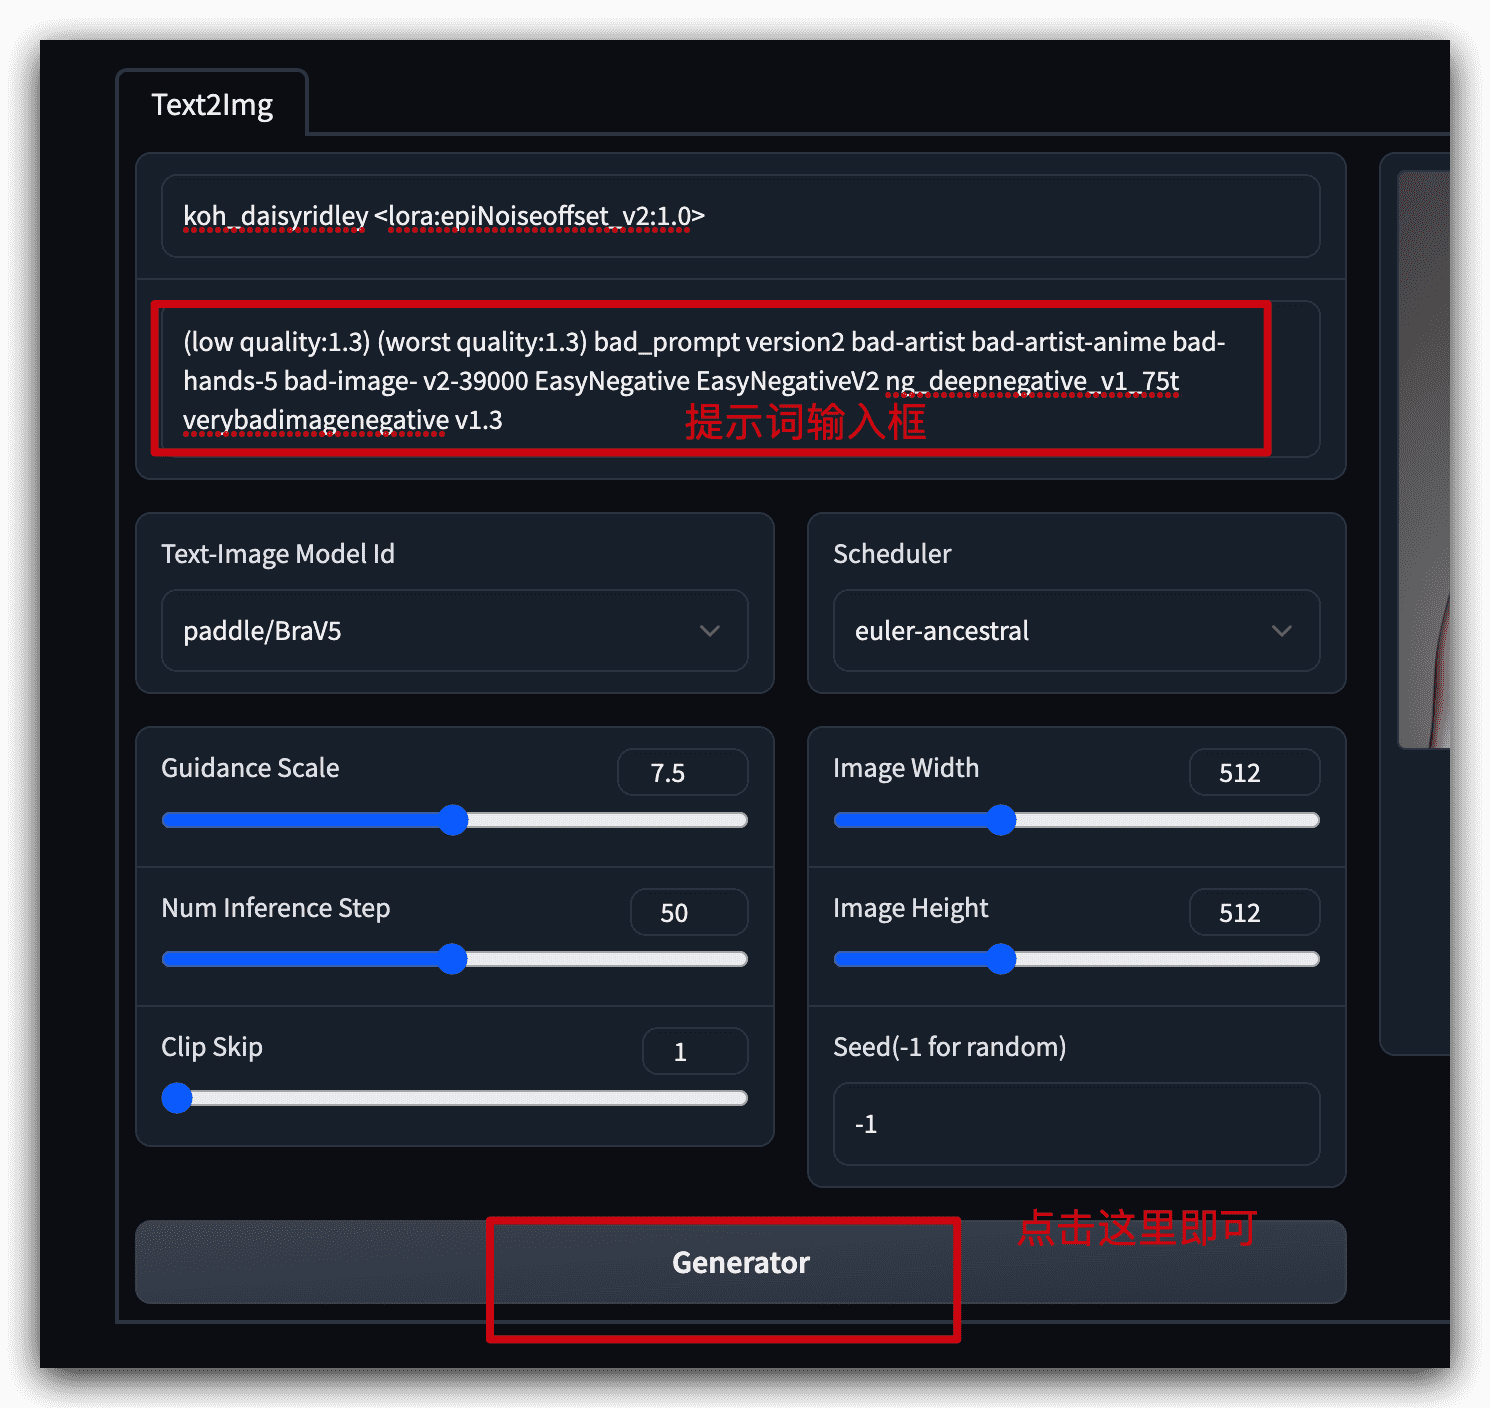 Text2Img
koh_daisyridley <lora:epiNoiseoffset_v2:1.0>
(low quality:1.3) (worst quality:1.3) bad_prompt version2 bad-artist bad-artist-anime bad-
hands-5 bad-image- v2-39000 EasyNegative EasyNegativeV2 ng_deepnegative_v1_75t
verybadimagenegative v1.3
提示词输入框
Text-Image Model Id
paddle/BraV5
Scheduler
euler-ancestral
Guidance Scale
7.5
Num Inference Step
50
Clip Skip
1
Image Width
512
Image Height
512
Seed(-1 for random)
-1
点击这里即可
Generator